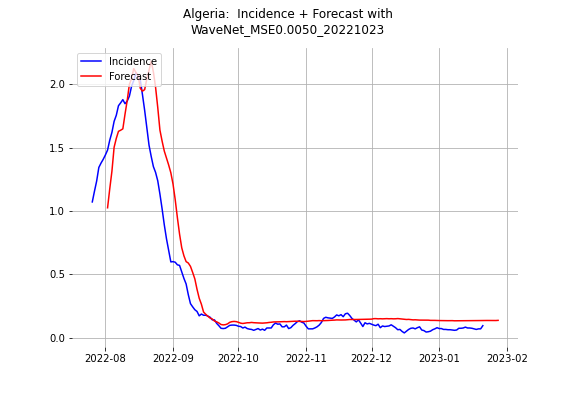 Algeria:  Incidence + Forecast with
WaveNet_MSE0.0050_20221023
Incidence
Forecast
2.0
1.5
1.0
0.5
0.0
2022-08 2022-09 2022-10 2022-11 2022-12 2023-01 2023-02